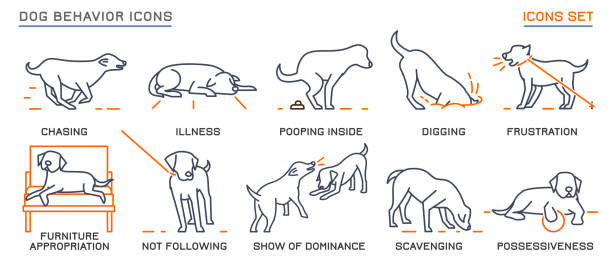 DOG BEHAVIOR ICONS
ICONS SET
CHASING
ILLNESS
POOPING INSIDE
DIGGING
FRUSTRATION
FURNITURE
APPROPRIATION
NOT FOLLOWING
SHOW OF DOMINANCE
SCAVENGING
POSSESSIVENESS